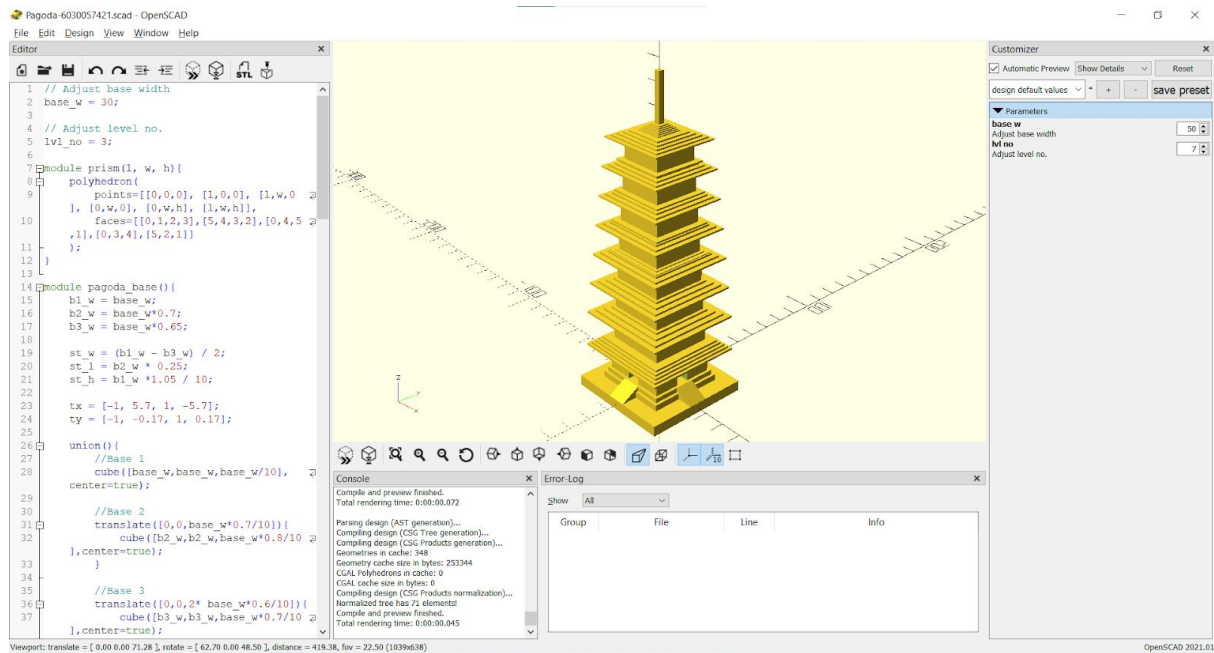 Pagoda-6030057421.scad - OpenSCAD
File Edit Design View Window Help
Editor
STL
1 // Adjust base width
2 base_w = 30;
3
4 // Adjust level no.
5 lvl_no = 3;
6
7 module prism(l, w, h){
8 polyhedron(
9 points=[[0,0,0], [l,0,0], [l,w,0
], [0,w,0], [0,w,h], [l,w,h]],
10 faces=[[0,1,2,3],[5,4,3,2],[0,4,5
,1],[0,3,4],[5,2,1]]
11 );
12 }
13
14 module pagoda_base(){
15 b1_w = base_w;
16 b2_w = base_w*0.7;
17 b3_w = base_w*0.65;
18
19 st_w = (b1_w - b3_w) / 2;
20 st_l = b2_w * 0.25;
21 st_h = b1_w *1.05 / 10;
22
23 tx = [-1, 5.7, 1, -5.7];
24 ty = [-1, -0.17, 1, 0.17];
25
26 union(){
27 //Base 1
28 cube([base_w,base_w,base_w/10],
center=true);
29
30 //Base 2
31 translate([0,0,base_w*0.7/10]){
32 cube([b2_w,b2_w,base_w*0.8/10
],center=true);
33 }
34
35 //Base 3
36 translate([0,0,2* base_w*0.6/10]){
37 cube([b3_w,b3_w,base_w*0.7/10
],center=true);
z
y
x
10
Console
Compile and preview finished.
Total rendering time: 0:00:00.072
Parsing design (AST generation)...
Compiling design (CSG Tree generation)...
Compiling design (CSG Products generation)...
Geometries in cache: 348
Geometry cache size in bytes: 253344
CGAL Polyhedrons in cache: 0
CGAL cache size in bytes: 0
Compiling design (CSG Products normalization)...
Normalized tree has 71 elements!
Compile and preview finished.
Total rendering time: 0:00:00.045
Error-Log
Show All
Group File Line Info
Customizer
Automatic Preview Show Details Reset
design default values * + - save preset
Parameters
base w
Adjust base width 50
lvl no
Adjust level no. 7
Viewport: translate = [ 0.00 0.00 71.28 ], rotate = [ 62.70 0.00 48.50 ], distance = 419.38, fov = 22.50 (1039x638)
OpenSCAD 2021.01